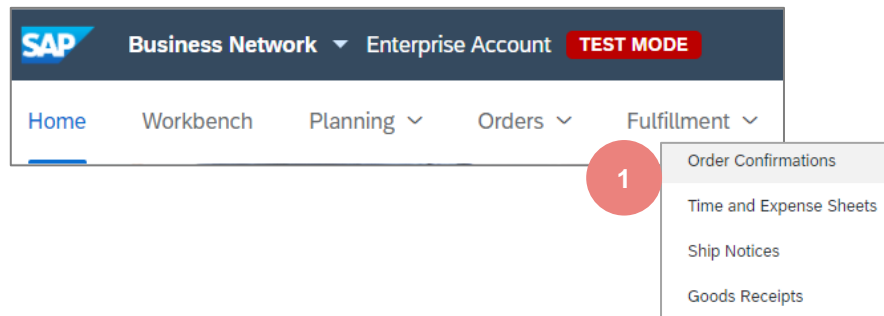 SAP Business Network Enterprise Account TEST MODE
Home Workbench Planning Orders Fulfillment
1 Order Confirmations
Time and Expense Sheets
Ship Notices
Goods Receipts